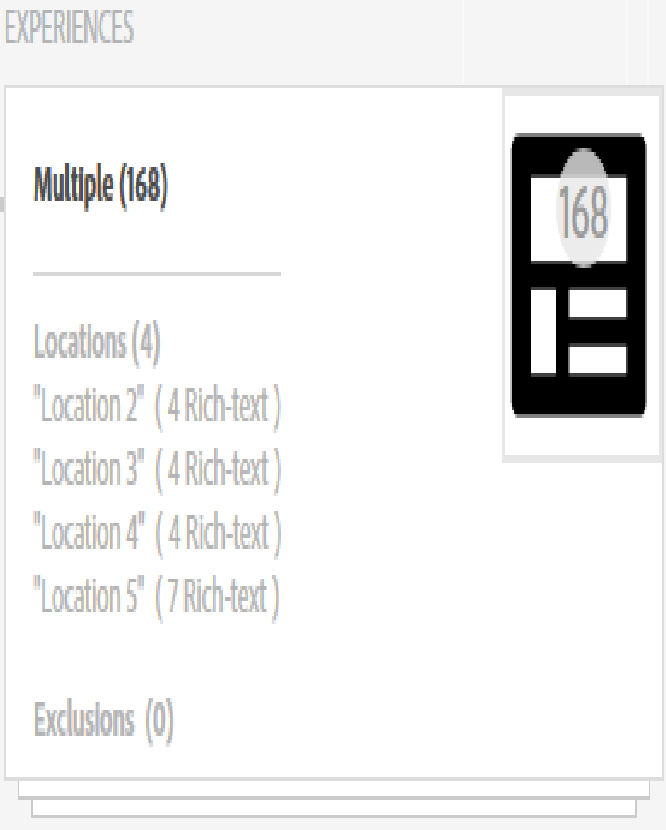 EXPERIENCES
Multiple (168)
168
Locations (4)
"Location 2" ( 4 Rich-text )
"Location 3" ( 4 Rich-text )
"Location 4" ( 4 Rich-text )
"Location 5" ( 7 Rich-text )
Exclusions (0)